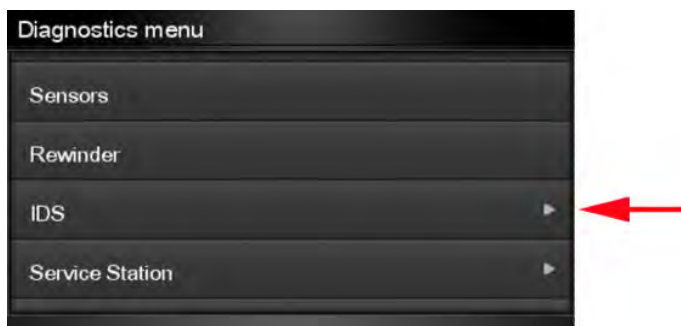 Diagnostics menu
Sensors
Rewinder
IDS
Service Station